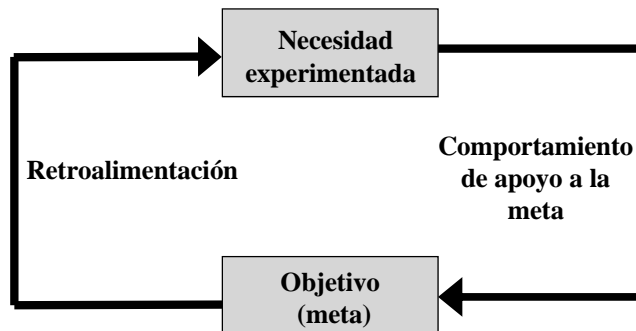 Necesidad
experimentada
Retroalimentación
Comportamiento
de apoyo a la
meta
Objetivo
(meta)